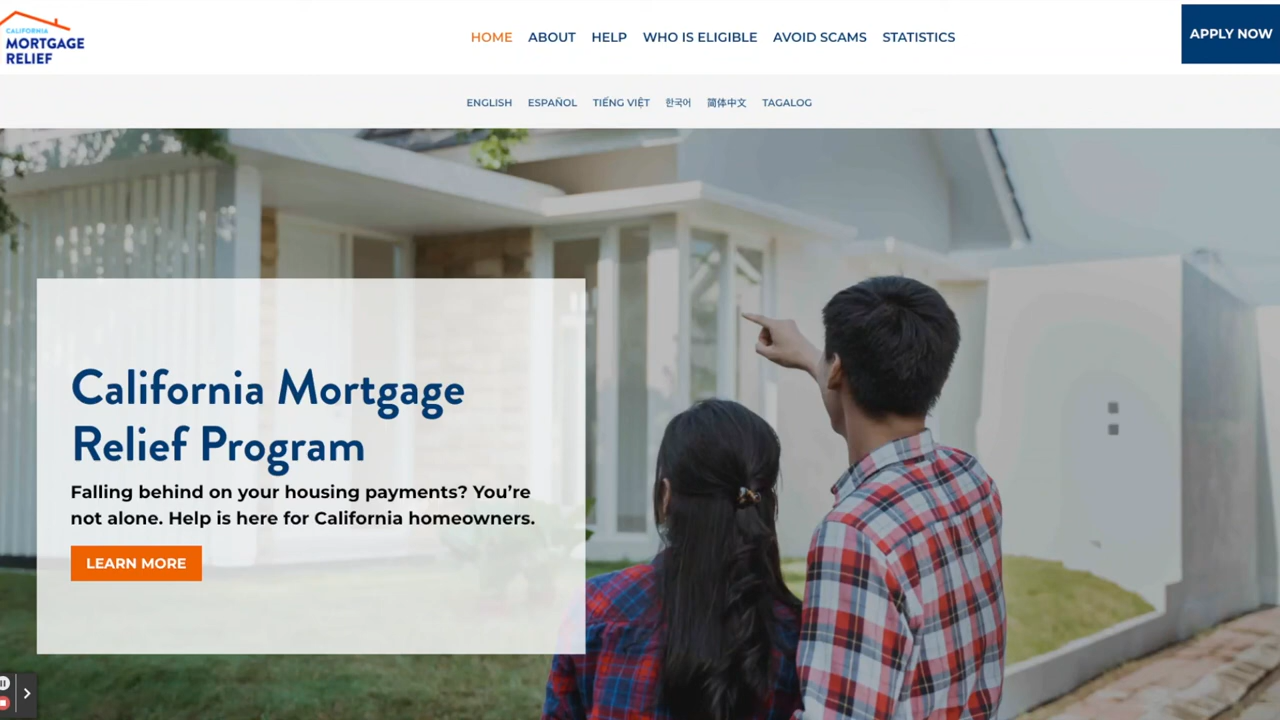 CALIFORNIA
MORTGAGE
RELIEF
HOME ABOUT HELP WHO IS ELIGIBLE AVOID SCAMS STATISTICS
APPLY NOW
ENGLISH ESPAÑOL TIẾNG VIỆT 한국어 简体中文 TAGALOG
California Mortgage
Relief Program
Falling behind on your housing payments? You’re
not alone. Help is here for California homeowners.
LEARN MORE